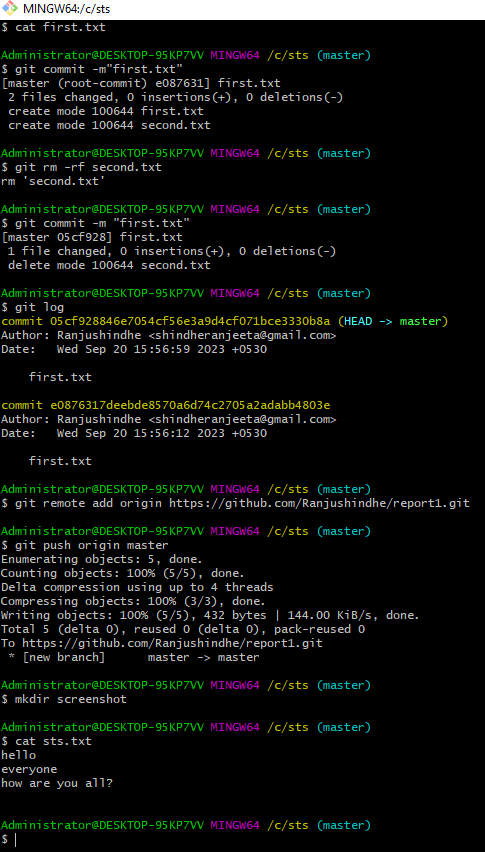 MINGW64:/c/sts
$ cat first.txt
Administrator@DESKTOP-95KP7VV MINGW64 /c/sts (master)
$ git commit -m"first.txt"
[master (root-commit) e087631] first.txt
2 files changed, 0 insertions(+), 0 deletions(-)
create mode 100644 first.txt
create mode 100644 second.txt
Administrator@DESKTOP-95KP7VV MINGW64 /c/sts (master)
$ git rm -rf second.txt
rm 'second.txt'
Administrator@DESKTOP-95KP7VV MINGW64 /c/sts (master)
$ git commit -m "first.txt"
[master 05cf928] first.txt
1 file changed, 0 insertions(+), 0 deletions(-)
delete mode 100644 second.txt
Administrator@DESKTOP-95KP7VV MINGW64 /c/sts (master)
$ git log
commit 05cf928846e7054cf56e3a9d4cf071bce3330b8a (HEAD -> master)
Author: Ranjushindhe <shindheranjeeta@gmail.com>
Date:   Wed Sep 20 15:56:59 2023 +0530
first.txt
commit e0876317deebde8570a6d74c2705a2adabb4803e
Author: Ranjushindhe <shindheranjeeta@gmail.com>
Date:   Wed Sep 20 15:56:12 2023 +0530
first.txt
Administrator@DESKTOP-95KP7VV MINGW64 /c/sts (master)
$ git remote add origin https://github.com/Ranjushindhe/report1.git
Administrator@DESKTOP-95KP7VV MINGW64 /c/sts (master)
$ git push origin master
Enumerating objects: 5, done.
Counting objects: 100% (5/5), done.
Delta compression using up to 4 threads
Compressing objects: 100% (3/3), done.
Writing objects: 100% (5/5), 432 bytes | 144.00 KiB/s, done.
Total 5 (delta 0), reused 0 (delta 0), pack-reused 0
To https://github.com/Ranjushindhe/report1.git
* [new branch]      master -> master
Administrator@DESKTOP-95KP7VV MINGW64 /c/sts (master)
$ mkdir screenshot
Administrator@DESKTOP-95KP7VV MINGW64 /c/sts (master)
$ cat sts.txt
hello
everyone
how are you all?
Administrator@DESKTOP-95KP7VV MINGW64 /c/sts (master)
$